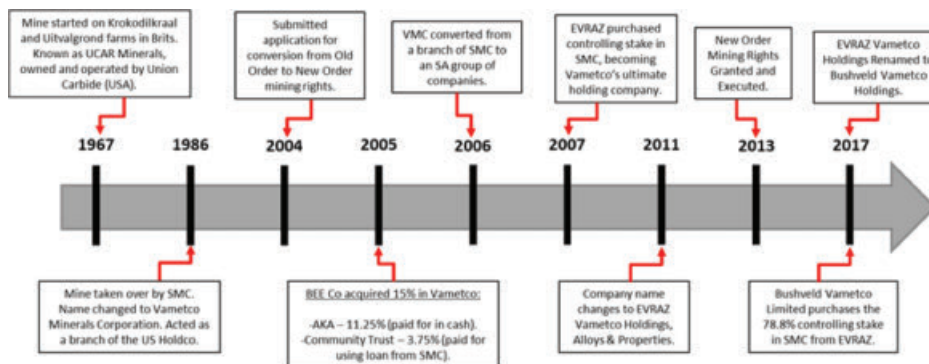 Mine started on Krokodilkraal
and Uitvalgrond farms in Brits.
Known as UCAR Minerals,
owned and operated by Union
Carbide (USA).
Submitted
application for
conversion from Old
Order to New Order
mining rights.
VMC converted from a
branch of SMC to
an SA group of
companies.
EVRAZ purchased
controlling stake in
SMC, becoming
Vametco's ultimate
holding company.
New Order
Mining Rights
Granted and
Executed.
EVRAZ Vametco
Holdings Renamed to
Bushveld Vametco
Holdings.
1967 1986 2004 2005 2006 2007 2011 2013 2017
Mine taken over by SMC.
Name changed to Vametco
Minerals Corporation. Acted as
a branch of the US Holdco.
BEE Co acquired 15% in Vametco:
-AKA – 11.25% (paid for in cash).
-Community Trust – 3.75% (paid for
using loan from SMC).
Company name
changes to EVRAZ
Vametco Holdings,
Alloys & Properties.
Bushveld Vametco
Limited purchases the
78.8% controlling stake
in SMC from EVRAZ.